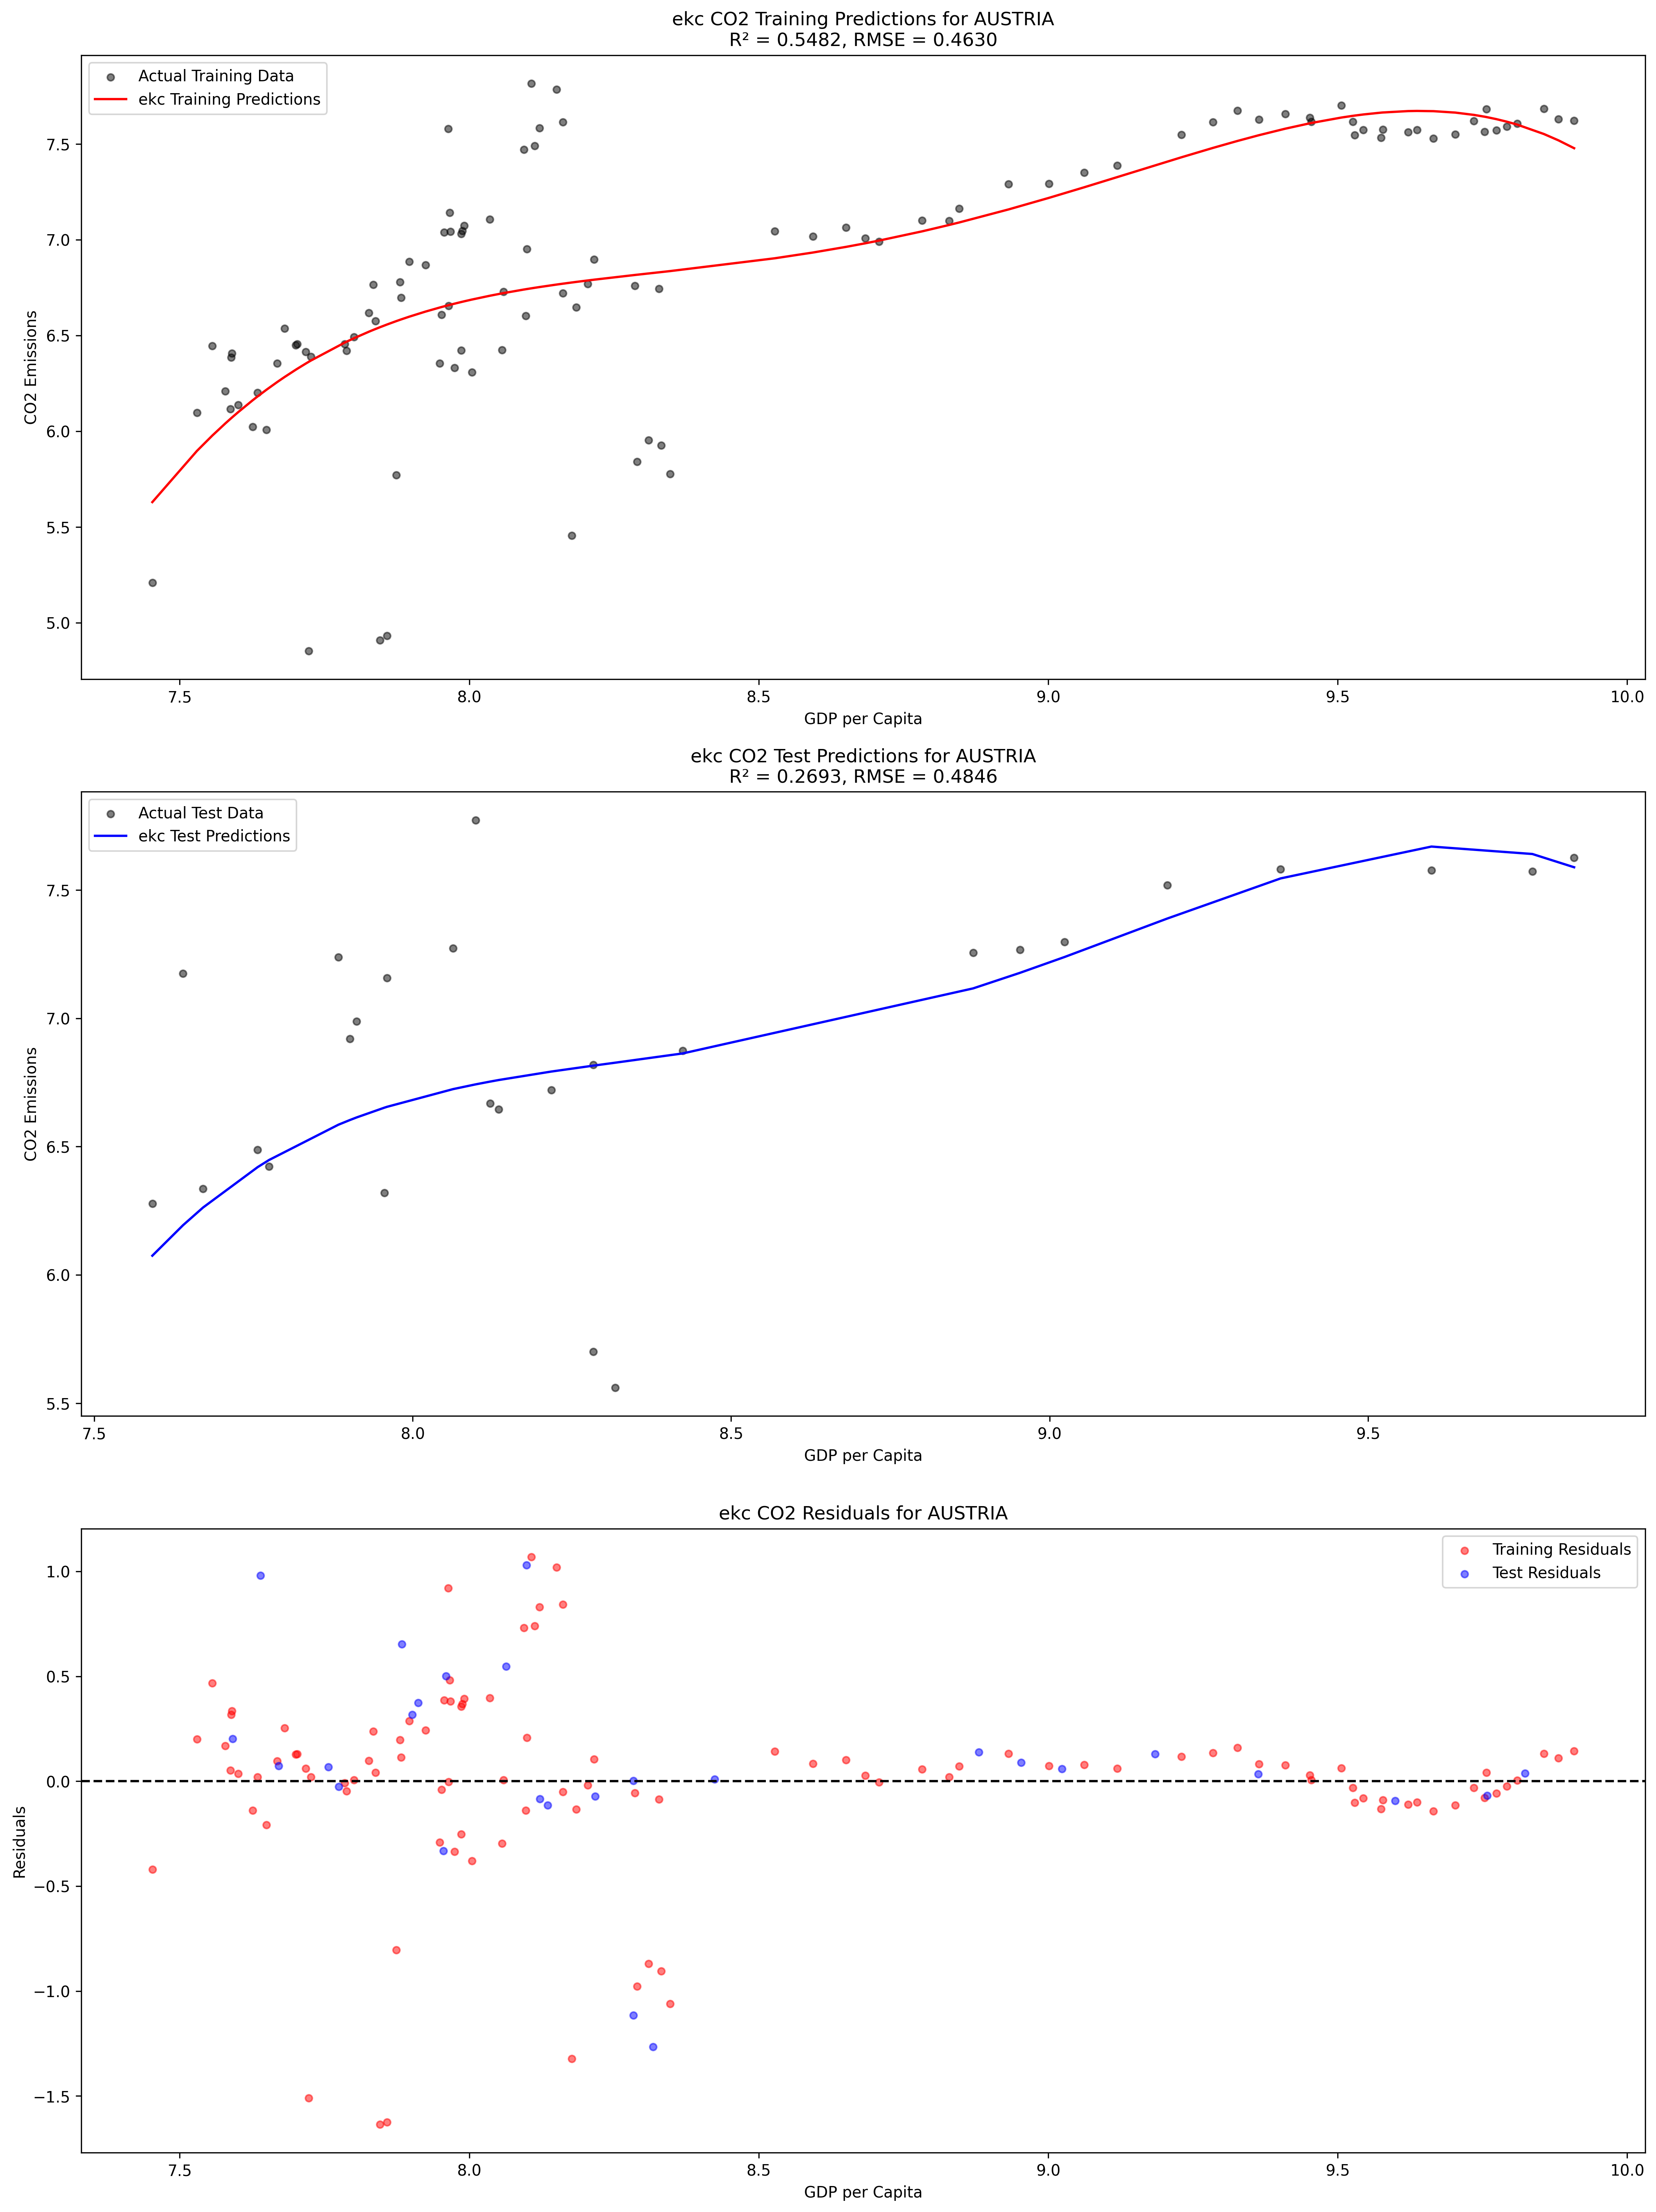 ekc CO2 Training Predictions for AUSTRIA
R² = 0.5482, RMSE = 0.4630
Actual Training Data
ekc Training Predictions
CO2 Emissions
7.5
7.0
6.5
6.0
5.5
5.0
7.5 8.0 8.5 9.0 9.5 10.0
GDP per Capita
ekc CO2 Test Predictions for AUSTRIA
R² = 0.2693, RMSE = 0.4846
Actual Test Data
ekc Test Predictions
CO2 Emissions
7.5
7.0
6.5
6.0
5.5
7.5 8.0 8.5 9.0 9.5
GDP per Capita
ekc CO2 Residuals for AUSTRIA
Training Residuals
Test Residuals
Residuals
1.0
0.5
0.0
−0.5
−1.0
−1.5
7.5 8.0 8.5 9.0 9.5 10.0
GDP per Capita